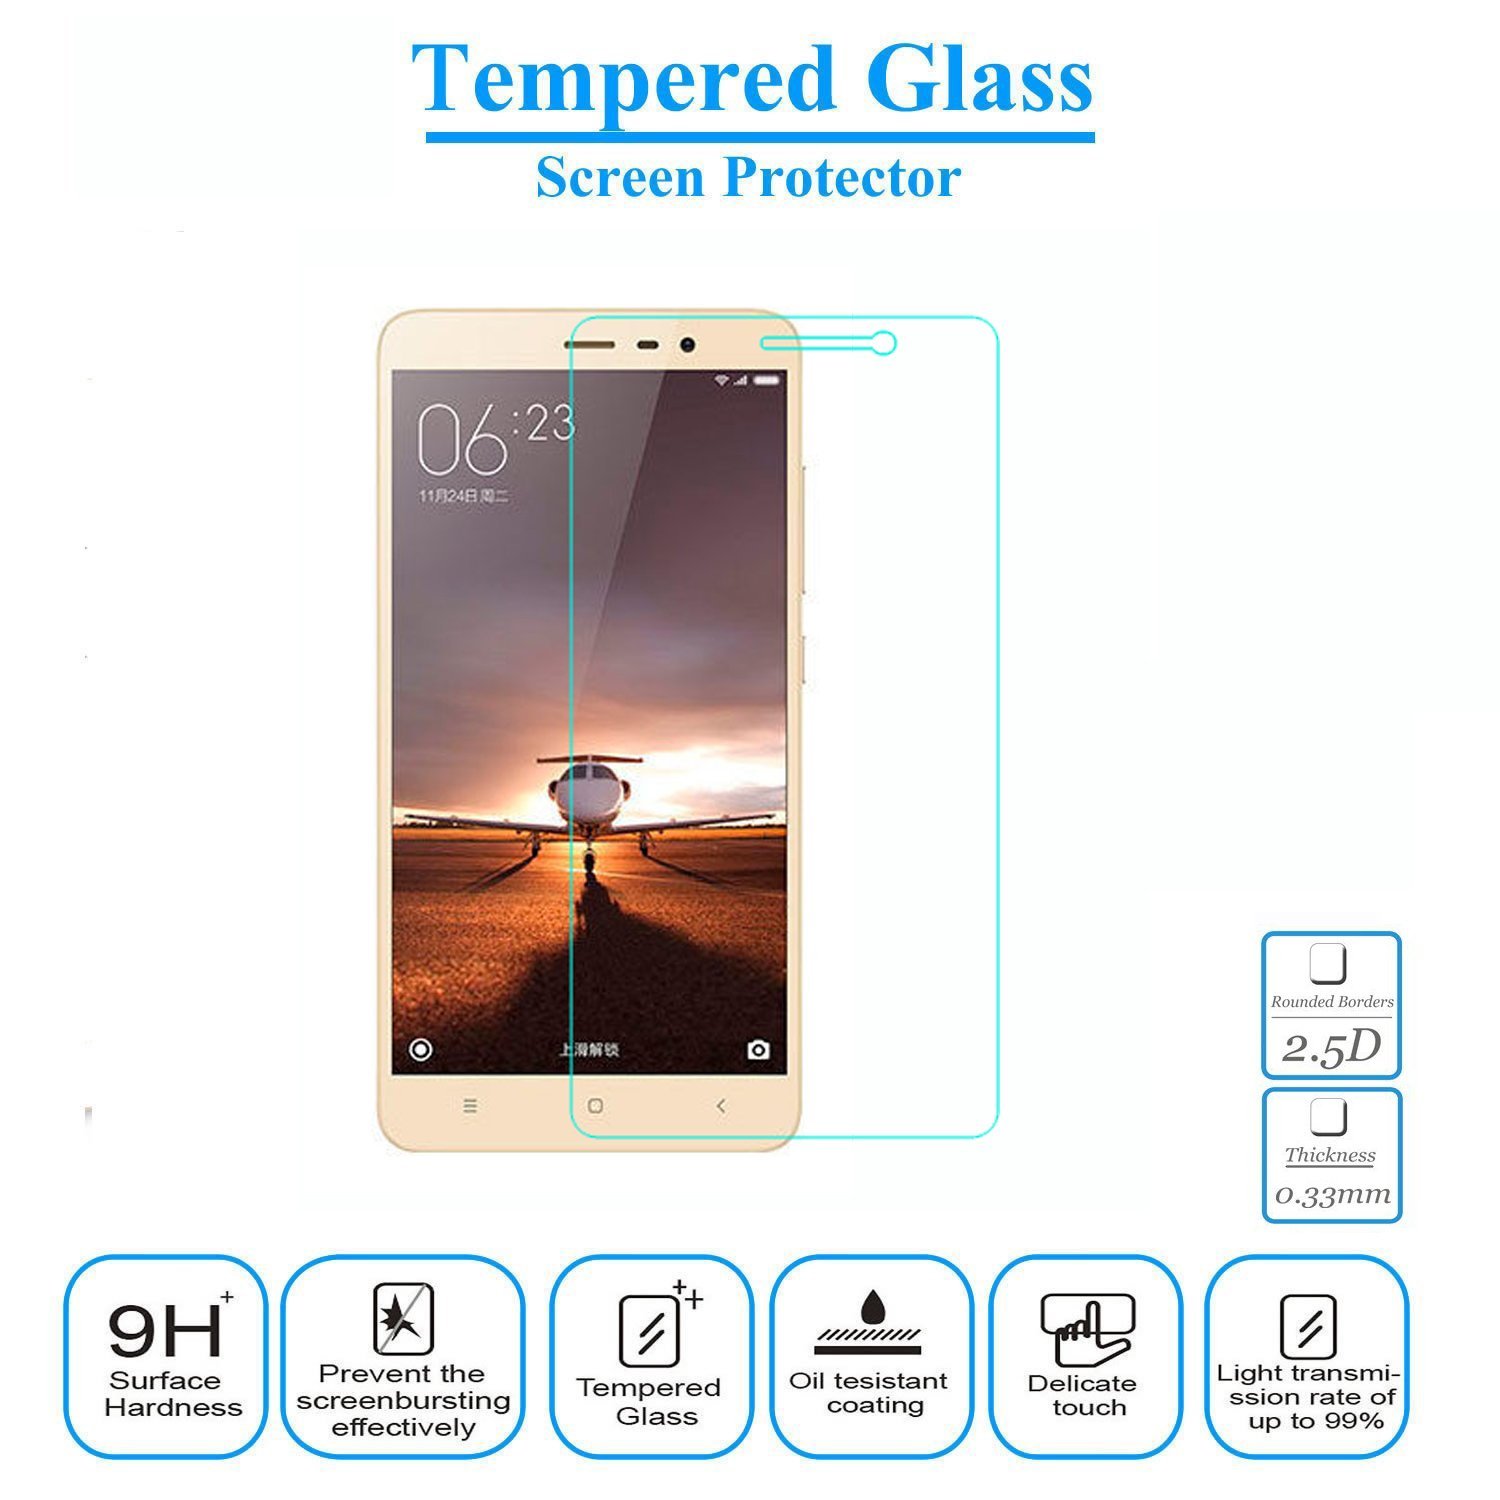 Tempered Glass
Screen Protector
06:23
11月24日周二
上滑解锁
Rounded Borders
2.5D
Thickness
0.33mm
9H+
Surface
Hardness
Prevent the
screenbursting
effectively
Tempered
Glass
Oil tesistant
coating
Delicate
touch
Light transmi-
ssion rate of
up to 99%